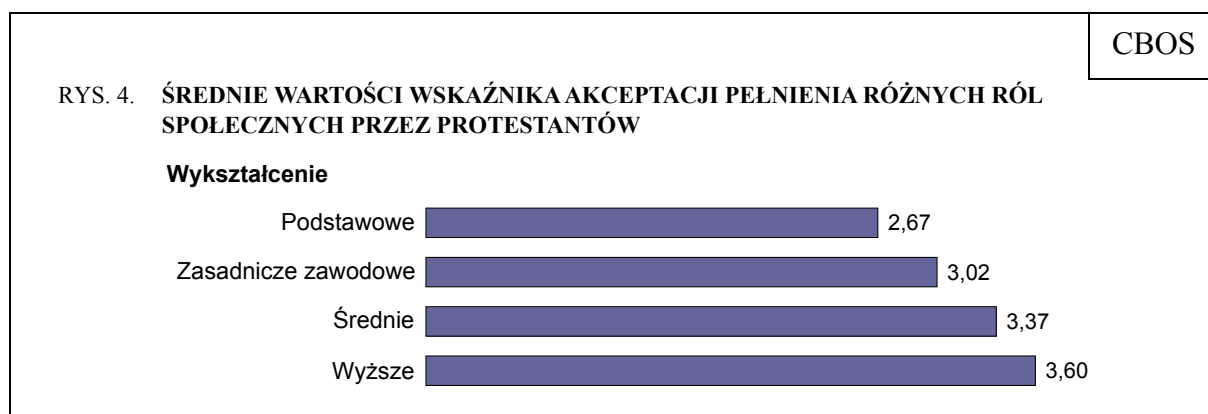 CBOS
RYS. 4. ŚREDNIE WARTOŚCI WSKAŹNIKA AKCEPTACJI PEŁNIENIA RÓŻNYCH RÓL
SPOŁECZNYCH PRZEZ PROTESTANTÓW
Wykształcenie
Podstawowe 2,67
Zasadnicze zawodowe 3,02
Średnie 3,37
Wyższe 3,60